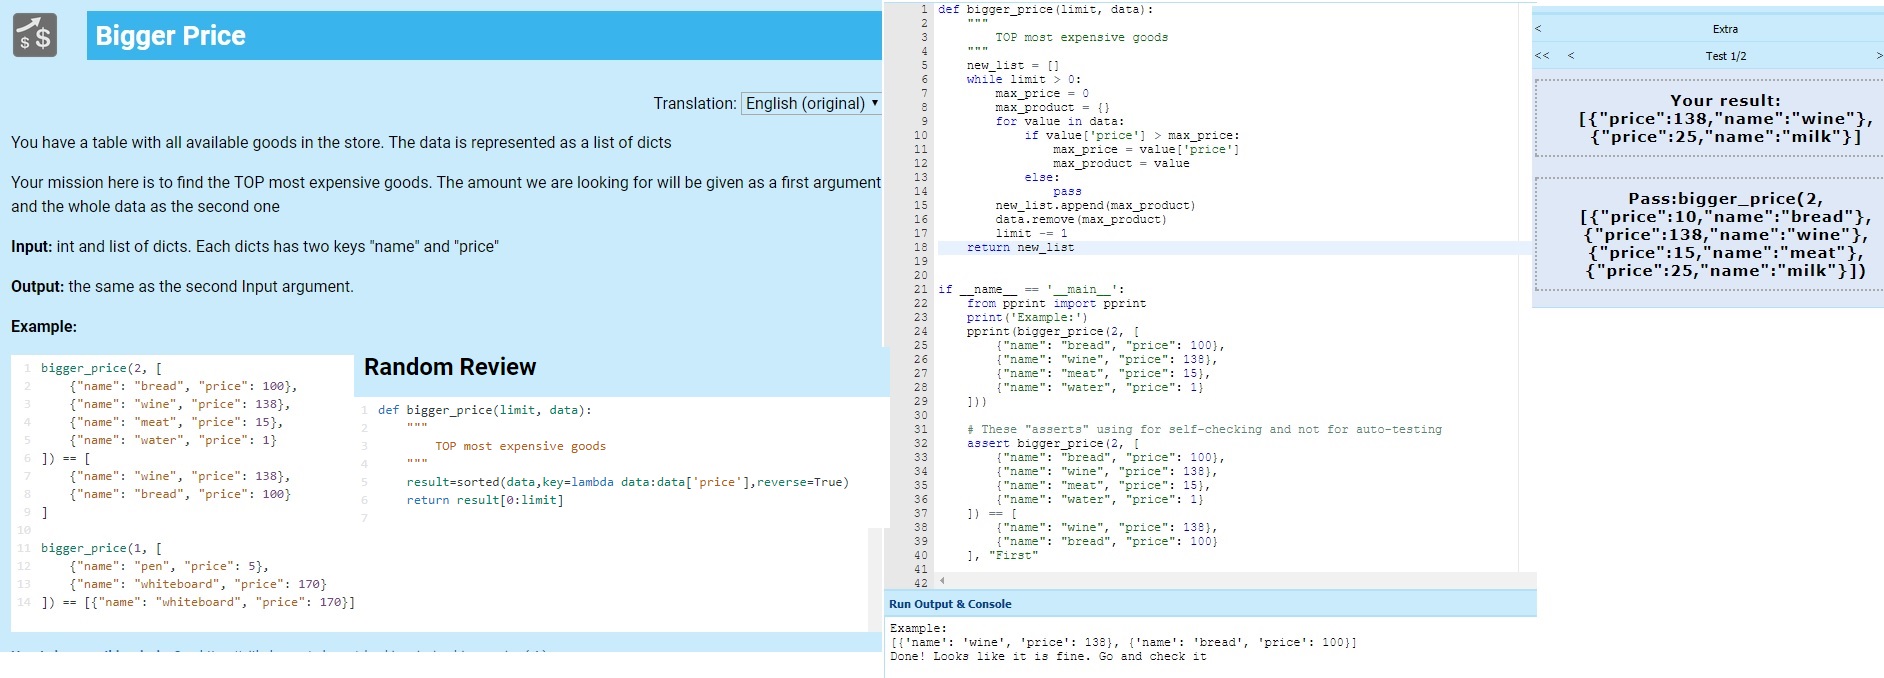 $ $
Bigger Price
Translation: English (original) ▾
You have a table with all available goods in the store. The data is represented as a list of dicts
Your mission here is to find the TOP most expensive goods. The amount we are looking for will be given as a first argument
and the whole data as the second one
Input: int and list of dicts. Each dicts has two keys "name" and "price"
Output: the same as the second Input argument.
Example:
1 bigger_price(2, [
2 {"name": "bread", "price": 100},
3 {"name": "wine", "price": 138},
4 {"name": "meat", "price": 15},
5 {"name": "water", "price": 1}
6 ]) == [
7 {"name": "wine", "price": 138},
8 {"name": "bread", "price": 100}
9 ]
10
11 bigger_price(1, [
12 {"name": "pen", "price": 5},
13 {"name": "whiteboard", "price": 170}
14 ]) == [{"name": "whiteboard", "price": 170}]
Random Review
1 def bigger_price(limit, data):
2 """
3 TOP most expensive goods
4 """
5 result=sorted(data,key=lambda data:data['price'],reverse=True)
6 return result[0:limit]
7
1 def bigger_price(limit, data):
2 """
3 TOP most expensive goods
4 """
5 new_list = []
6 while limit > 0:
7 max_price = 0
8 max_product = {}
9 for value in data:
10 if value['price'] > max_price:
11 max_price = value['price']
12 max_product = value
13 else:
14 pass
15 new_list.append(max_product)
16 data.remove(max_product)
17 limit -= 1
18 return new_list
19
20
21 if __name__ == '__main__':
22 from pprint import pprint
23 print('Example:')
24 pprint(bigger_price(2, [
25 {"name": "bread", "price": 100},
26 {"name": "wine", "price": 138},
27 {"name": "meat", "price": 15},
28 {"name": "water", "price": 1}
29 ]))
30
31 # These "asserts" using for self-checking and not for auto-testing
32 assert bigger_price(2, [
33 {"name": "bread", "price": 100},
34 {"name": "wine", "price": 138},
35 {"name": "meat", "price": 15},
36 {"name": "water", "price": 1}
37 ]) == [
38 {"name": "wine", "price": 138},
39 {"name": "bread", "price": 100}
40 ], "First"
41
42
Run Output & Console
Example:
[{'name': 'wine', 'price': 138}, {'name': 'bread', 'price': 100}]
Done! Looks like it is fine. Go and check it
< Extra
<< < Test 1/2 >
Your result:
[{"price":138,"name":"wine"},
{"price":25,"name":"milk"}]
Pass:bigger_price(2,
[{"price":10,"name":"bread"},
{"price":138,"name":"wine"},
{"price":15,"name":"meat"},
{"price":25,"name":"milk"}])